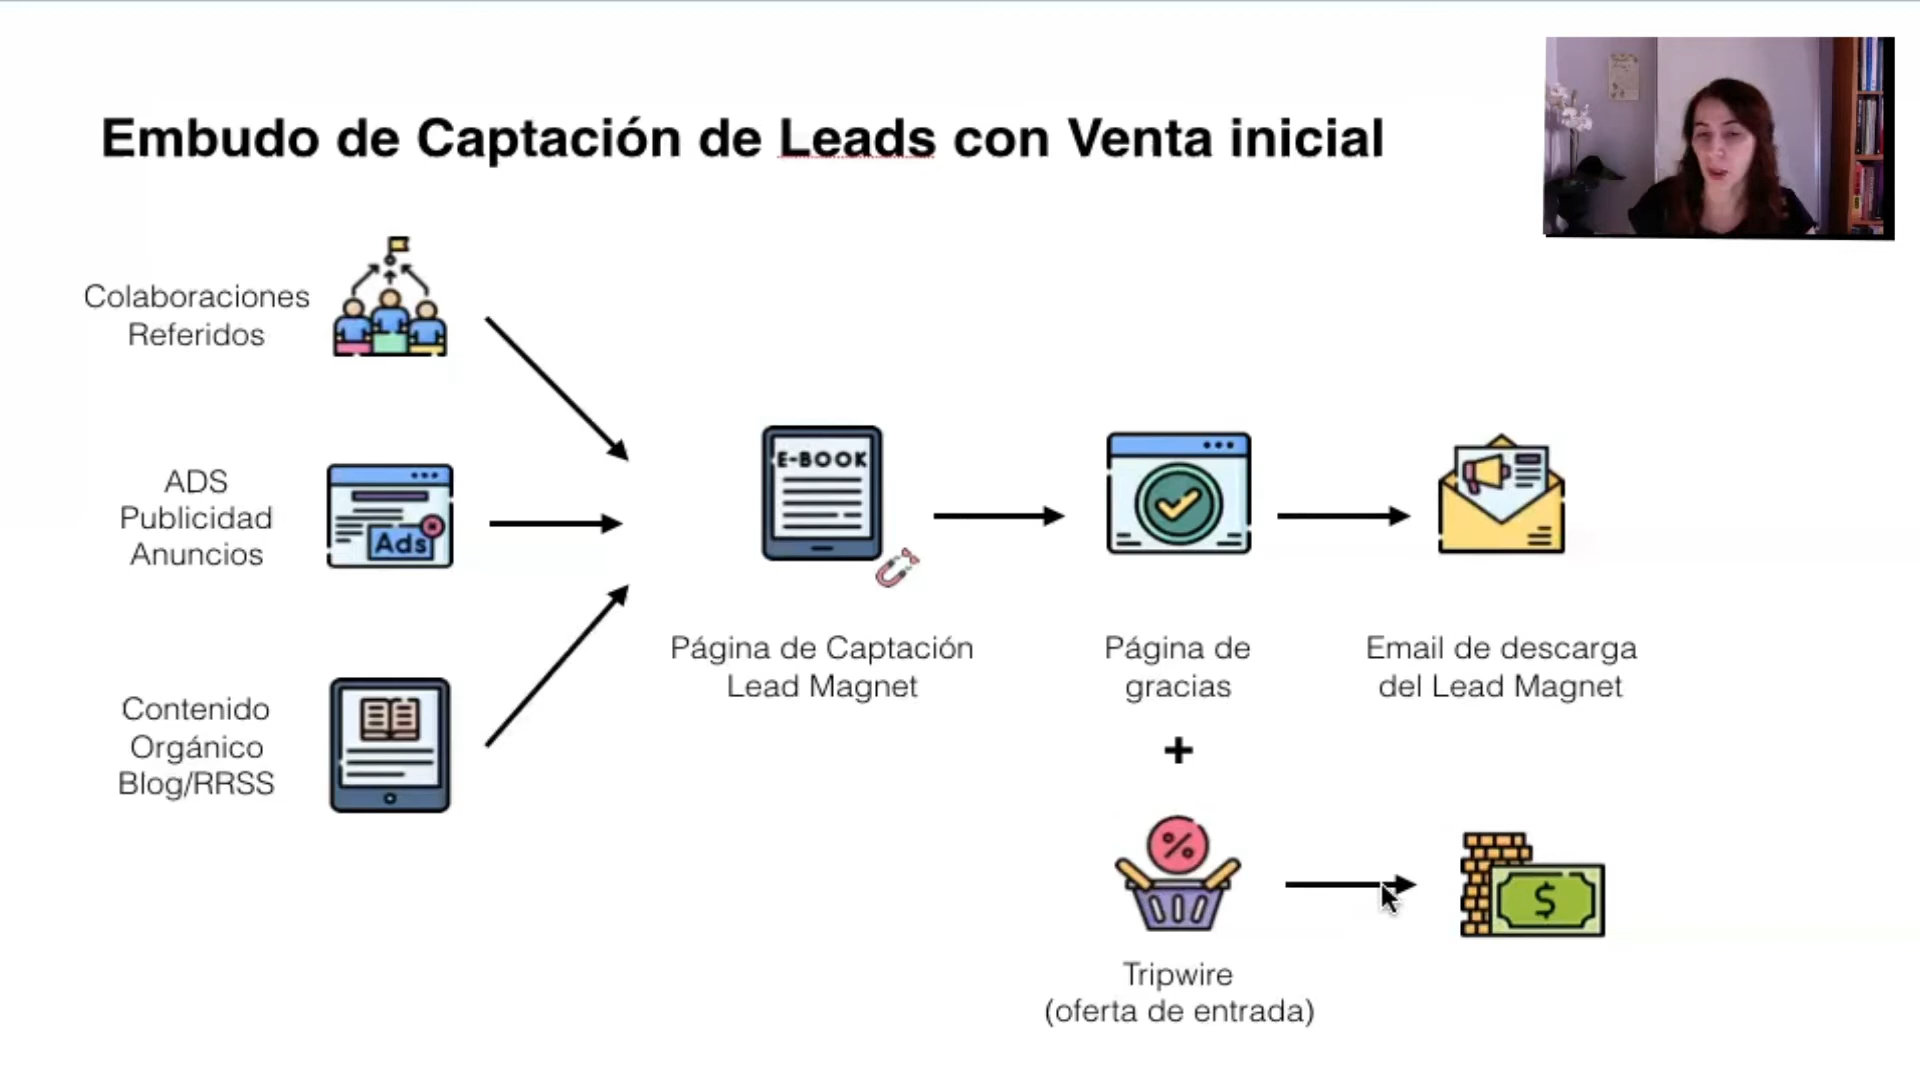 Embudo de Captación de Leads con Venta inicial
Colaboraciones
Referidos
ADS
Publicidad
Anuncios
Ads
Contenido
Orgánico
Blog/RRSS
E-BOOK
Página de Captación
Lead Magnet
Página de
gracias
+
%
Tripwire
(oferta de entrada)
Email de descarga
del Lead Magnet
$